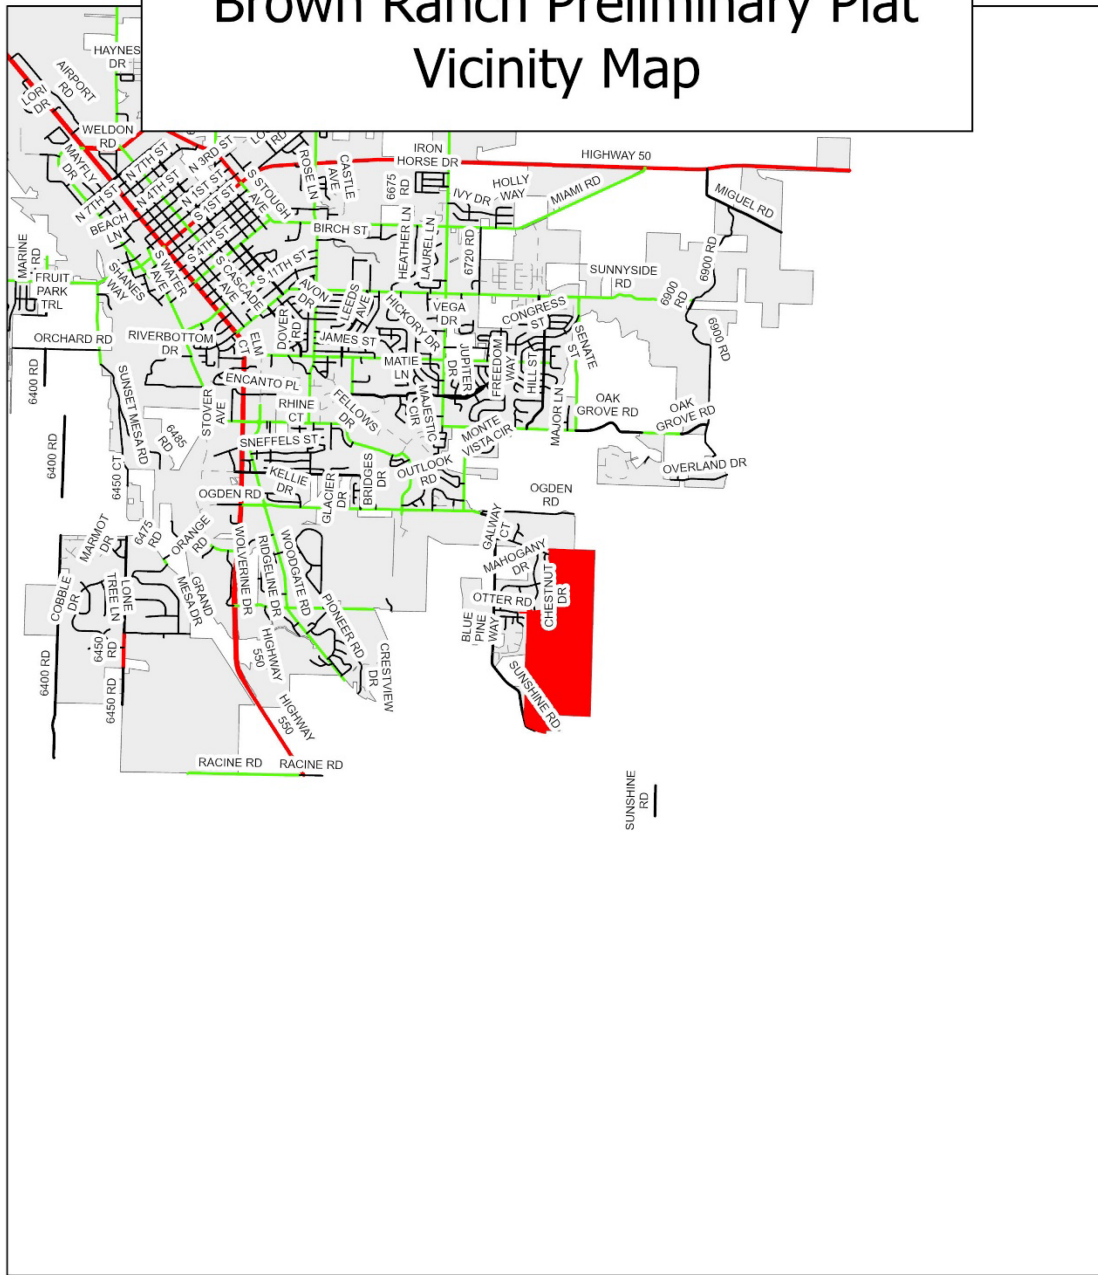 Brown Ranch Preliminary Plat
Vicinity Map
HAYNES
DR
AIRPORT
RD
LORI
DR
WELDON
RD
MAYFLY
DR
N 7TH ST
N 3RD ST
N 4TH ST
N 1ST ST
S 1ST ST
N 7TH ST
BEACH
LN
S 4TH ST
S STOUGH
AVE
ROSE LN
CASTLE
AVE
IRON
HORSE DR
HIGHWAY 50
6675
RD
IVY DR
HOLLY
WAY
MIAMI RD
MIGUEL RD
BIRCH ST
HEATHER LN
LAUREL LN
6720 RD
MARINE
RD
FRUIT
PARK
TRL
SHANES
WAY
S WATER
AVE
S CASCADE
AVE
S 11TH ST
AVON
DR
LEEDS
AVE
HICKORY DR
VEGA
DR
CONGRESS
ST
SUNNYSIDE
RD
6900 RD
6900
RD
6900 RD
ORCHARD RD
RIVERBOTTOM
DR
ELM
CT
DOVER
RD
JAMES ST
MATIE
LN
JUPITER
DR
FREEDOM
WAY
HILL ST
SENATE
ST
6400 RD
SUNSET MESA RD
STOVER
AVE
ENCANTO PL
RHINE
CT
FELLOWS
DR
MAJESTIC
CIR
MONTE
VISTA CIR
MAJOR LN
OAK
GROVE RD
OAK
GROVE RD
OVERLAND DR
6400 RD
6485
RD
6450 CT
SNEFFELS ST
KELLIE
DR
GLACIER
DR
BRIDGES
DR
OUTLOOK
RD
OGDEN RD
OGDEN
RD
MARMOT
DR
6475
RD
ORANGE
RD
WOLVERINE DR
RIDGELINE DR
WOODGATE RD
GALWAY
CT
MAHOGANY
DR
CHESTNUT
DR
COBBLE
DR
LONE
TREE LN
GRAND
MESA DR
PIONEER RD
OTTER RD
BLUE
PINE
WAY
6400 RD
6450
RD
6450 RD
HIGHWAY
550
CRESTVIEW
DR
SUNSHINE RD
HIGHWAY
550
RACINE RD
RACINE RD
SUNSHINE
RD